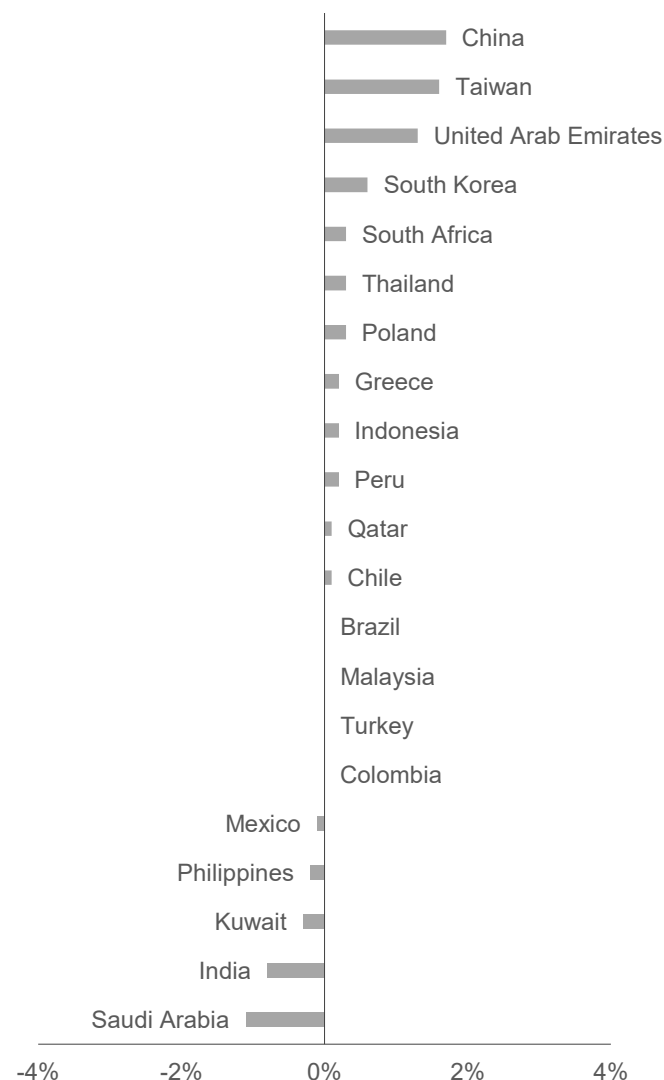 China
Taiwan
United Arab Emirates
South Korea
South Africa
Thailand
Poland
Greece
Indonesia
Peru
Qatar
Chile
Brazil
Malaysia
Turkey
Colombia
Mexico
Philippines
Kuwait
India
Saudi Arabia
-4% -2% 0% 2% 4%